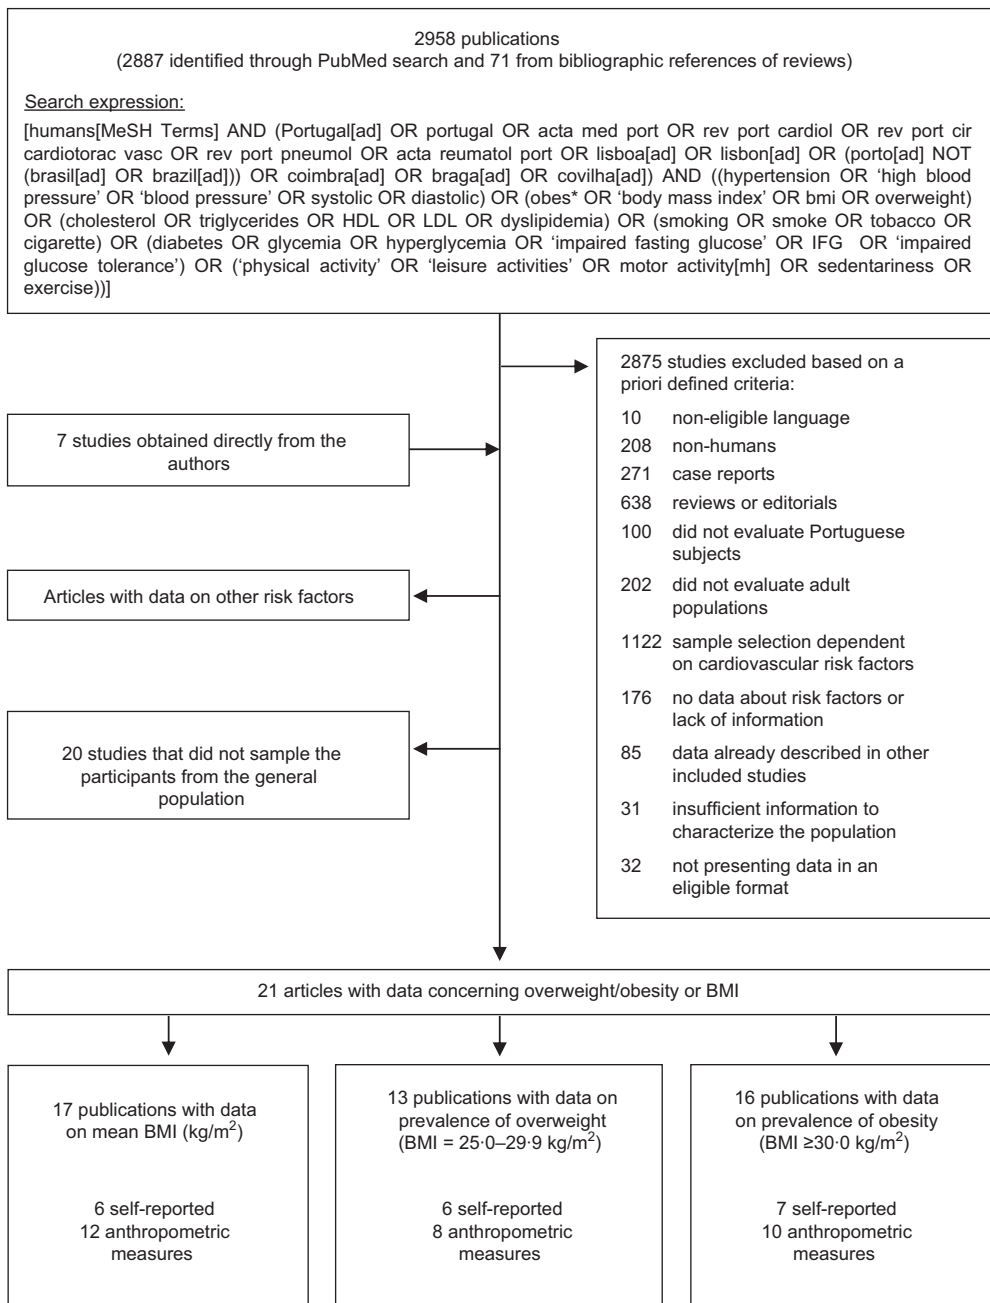 2958 publications
(2887 identified through PubMed search and 71 from bibliographic references of reviews)
Search expression:
[humans[MeSH Terms] AND (Portugal[ad] OR portugal OR acta med port OR rev port cardiol OR rev port cir
cardiotorac vasc OR rev port pneumol OR acta reumatol port OR lisboa[ad] OR lisbon[ad] OR (porto[ad] NOT
(brasil[ad] OR brazil[ad])) OR coimbra[ad] OR braga[ad] OR covilha[ad]) AND ((hypertension OR ‘high blood
pressure’ OR ‘blood pressure’ OR systolic OR diastolic) OR (obes* OR ‘body mass index’ OR bmi OR overweight)
OR (cholesterol OR triglycerides OR HDL OR LDL OR dyslipidemia) OR (smoking OR smoke OR tobacco OR
cigarette) OR (diabetes OR glycemia OR hyperglycemia OR ‘impaired fasting glucose’ OR IFG OR ‘impaired
glucose tolerance’) OR (‘physical activity’ OR ‘leisure activities’ OR motor activity[mh] OR sedentariness OR
exercise))]
2875 studies excluded based on a
priori defined criteria:
10 non-eligible language
208 non-humans
271 case reports
638 reviews or editorials
100 did not evaluate Portuguese
subjects
202 did not evaluate adult
populations
1122 sample selection dependent
on cardiovascular risk factors
176 no data about risk factors or
lack of information
85 data already described in other
included studies
31 insufficient information to
characterize the population
32 not presenting data in an
eligible format
7 studies obtained directly from the
authors
Articles with data on other risk factors
20 studies that did not sample the
participants from the general
population
21 articles with data concerning overweight/obesity or BMI
17 publications with data
on mean BMI (kg/m²)
6 self-reported
12 anthropometric
measures
13 publications with data on
prevalence of overweight
(BMI = 25·0–29·9 kg/m²)
6 self-reported
8 anthropometric
measures
16 publications with data
on prevalence of obesity
(BMI ≥30·0 kg/m²)
7 self-reported
10 anthropometric
measures